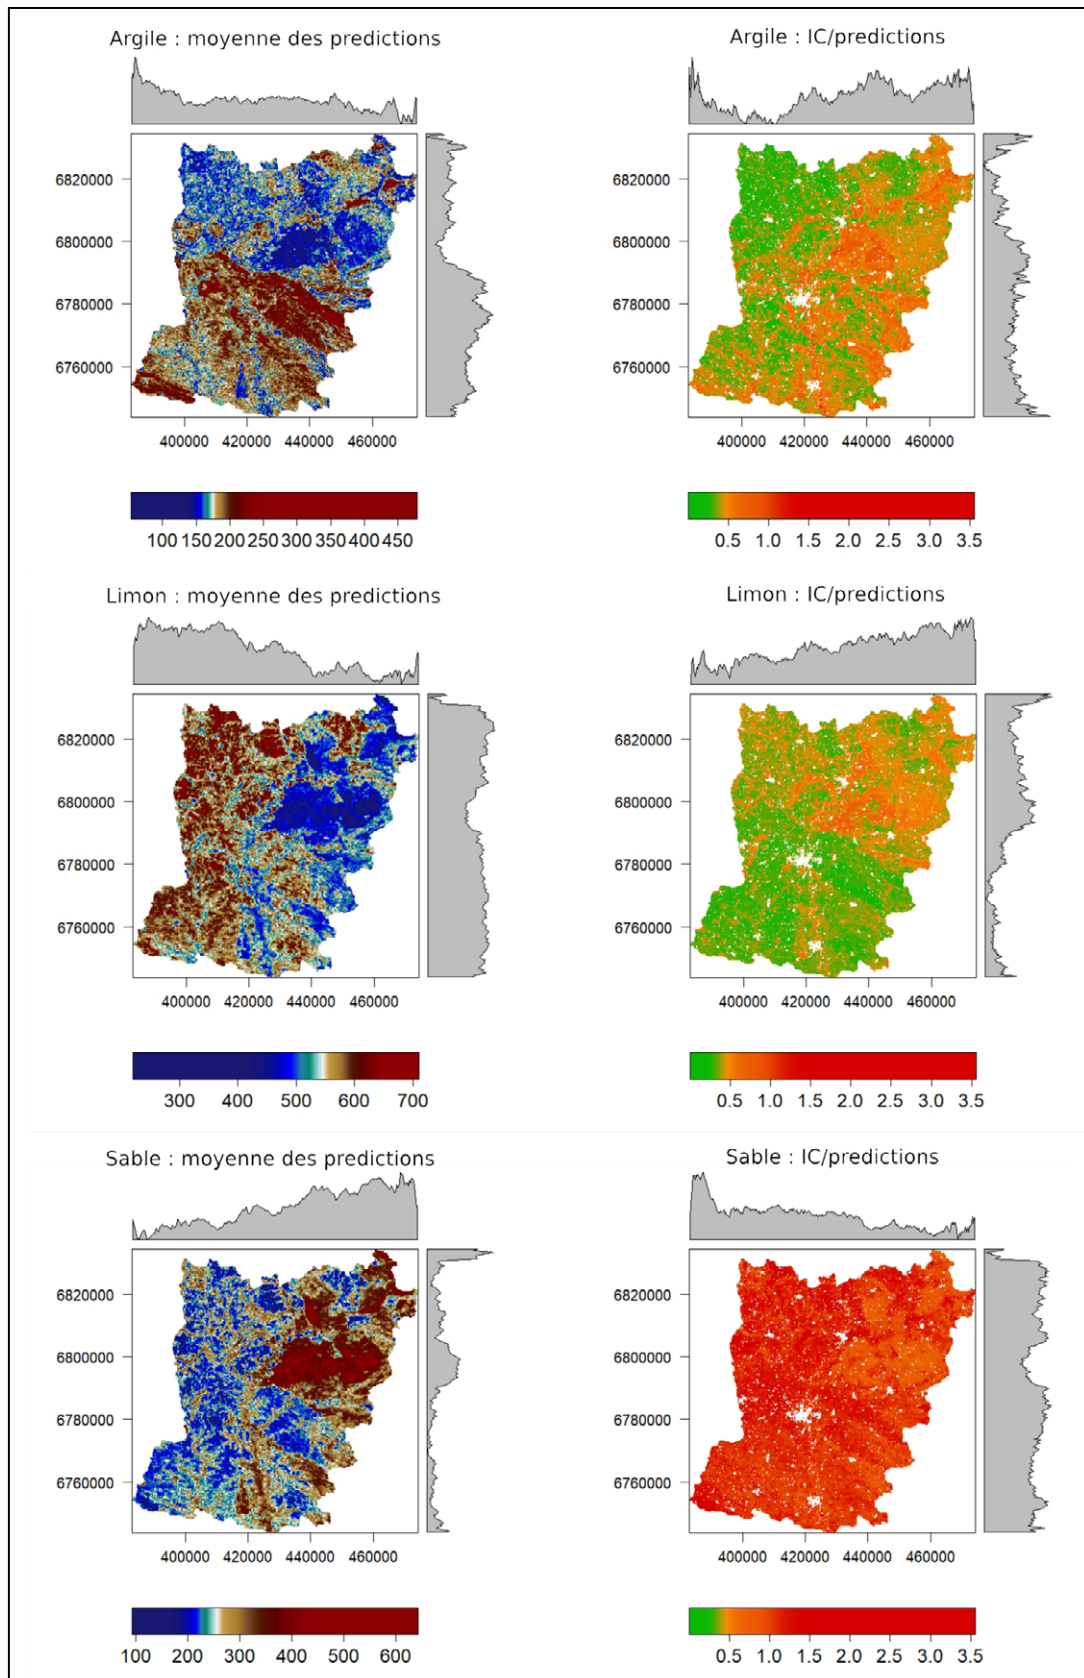 Argile : moyenne des predictions
Argile : IC/predictions
6820000
6800000
6780000
6760000
400000 420000 440000 460000
100 150 200 250 300 350 400 450
6820000
6800000
6780000
6760000
400000 420000 440000 460000
0.5 1.0 1.5 2.0 2.5 3.0 3.5
Limon : moyenne des predictions
Limon : IC/predictions
6820000
6800000
6780000
6760000
400000 420000 440000 460000
300 400 500 600 700
6820000
6800000
6780000
6760000
400000 420000 440000 460000
0.5 1.0 1.5 2.0 2.5 3.0 3.5
Sable : moyenne des predictions
Sable : IC/predictions
6820000
6800000
6780000
6760000
400000 420000 440000 460000
100 200 300 400 500 600
6820000
6800000
6780000
6760000
400000 420000 440000 460000
0.5 1.0 1.5 2.0 2.5 3.0 3.5